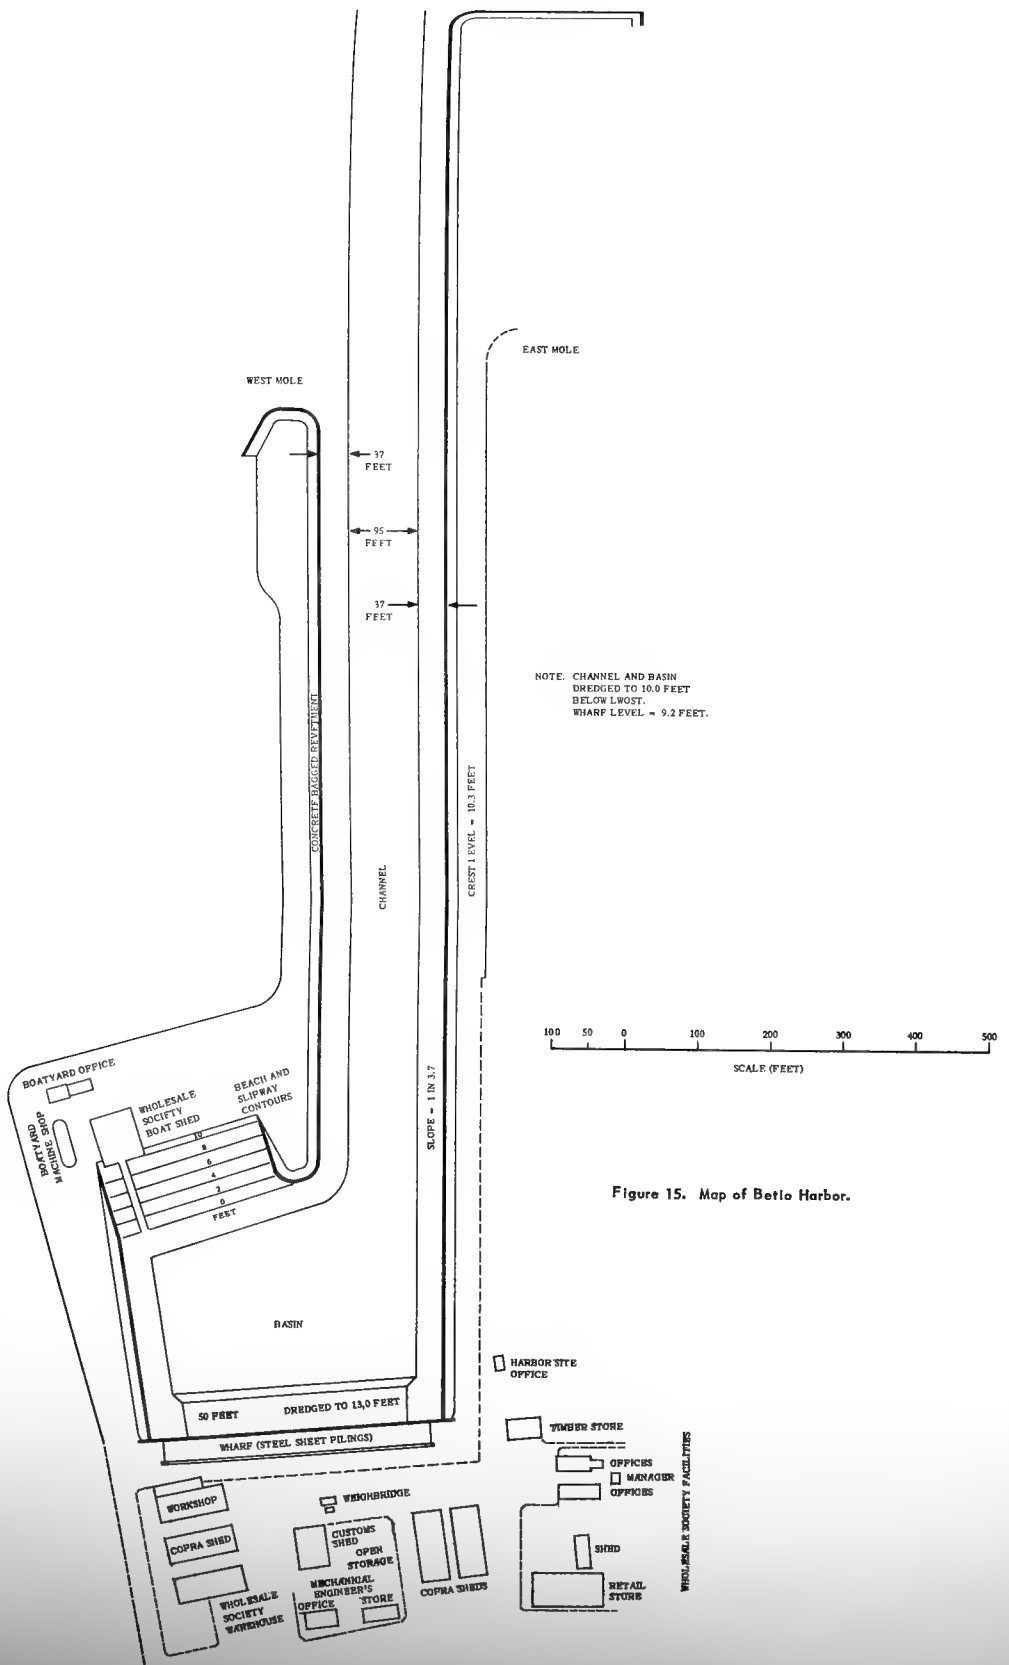 EAST MOLE
WEST MOLE
37
FEET
95
FEET
37
FEET
NOTE: CHANNEL AND BASIN
DREDGED TO 10.0 FEET
BELOW LWOST.
WHARF LEVEL = 9.2 FEET.
CONCRETE BAGGED REVETMENT
CREST LEVEL = 10.3 FEET
CHANNEL
100 50 0 100 200 300 400 500
SCALE (FEET)
SLOPE = 1 IN 3.7
BOATYARD OFFICE
BOATYARD
MACHINE SHOP
WHOLESALE
SOCIETY
BOAT SHED
BEACH AND
SLIPWAY
CONTOURS
10
8
6
4
2
0
FEET
Figure 15. Map of Betio Harbor.
BASIN
HARBOR SITE
OFFICE
50 FEET DREDGED TO 13.0 FEET
WHARF (STEEL SHEET PILINGS)
TIMBER STORE
OFFICES
MANAGER
OFFICES
WHOLESALE SOCIETY FACILITIES
WORKSHOP
WEIGHBRIDGE
COPRA SHED
CUSTOMS
SHED
OPEN
STORAGE
SHED
MECHANICAL
ENGINEER'S
OFFICE STORE
COPRA SHEDS
RETAIL
STORE
WHOLESALE
SOCIETY
WAREHOUSE